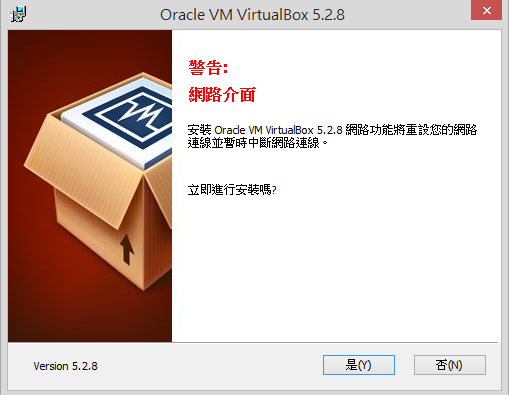 Oracle VM VirtualBox 5.2.8
警告:
網路介面
安裝 Oracle VM VirtualBox 5.2.8 網路功能將重設您的網路
連線並暫時中斷網路連線。
立即進行安裝嗎?
Version 5.2.8
是(Y)
否(N)